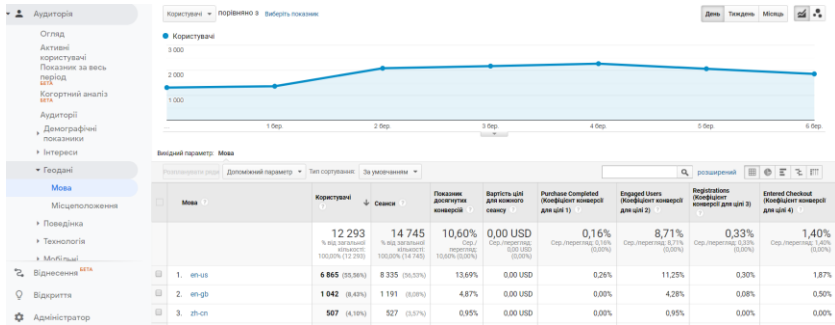 Аудиторія
Огляд
Активні
користувачі
Показник за весь
період
БЕТА
Когортний аналіз
БЕТА
Аудиторії
Демографічні
показники
Інтереси
Геодані
Мова
Місцеположення
Поведінка
Технологія
Мобільні
Віднесення БЕТА
Відкриття
Адміністратор
Користувачі порівняно з Виберіть показник
День Тиждень Місяць
Користувачі
3 000
2 000
1 000
... 1 бер. 2 бер. 3 бер. 4 бер. 5 бер. 6 бер.
Вихідний параметр: Мова
Допоміжний параметр Тип сортування: За умовчанням розширений
Мова Користувачі Сеанси Показник досягнутих конверсій Вартість цілі для кожного сеансу Purchase Completed (Коефіцієнт конверсії для цілі 1) Engaged Users (Коефіцієнт конверсії для цілі 2) Registrations (Коефіцієнт конверсії для цілі 3) Entered Checkout (Коефіцієнт конверсії для цілі 4)
12 293 14 745 10,60% 0,00 USD 0,16% 8,71% 0,33% 1,40%
% від загальної кількості: 100,00% (12 293) % від загальної кількості: 100,00% (14 745) Сер./перегляд: 10,60% (0,00%) Сер./перегляд: 0,00 USD (0,00%) Сер./перегляд: 0,16% (0,00%) Сер./перегляд: 8,71% (0,00%) Сер./перегляд: 0,33% (0,00%) Сер./перегляд: 1,40% (0,00%)
1. en-us 6 865 (55,56%) 8 335 (56,53%) 13,69% 0,00 USD 0,26% 11,25% 0,30% 1,87%
2. en-gb 1 042 (8,43%) 1 191 (8,08%) 4,87% 0,00 USD 0,00% 4,28% 0,08% 0,50%
3. zh-cn 507 (4,10%) 527 (3,57%) 0,95% 0,00 USD 0,00% 0,95% 0,00% 0,00%